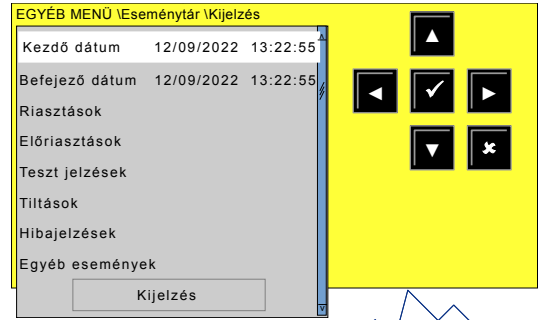 EGYÉB MENÜ \Eseménytár \Kijelzés
Kezdő dátum 12/09/2022 13:22:55
Befejező dátum 12/09/2022 13:22:55
Riasztások
Előriasztások
Teszt jelzések
Tiltások
Hibajelzések
Egyéb események
Kijelzés